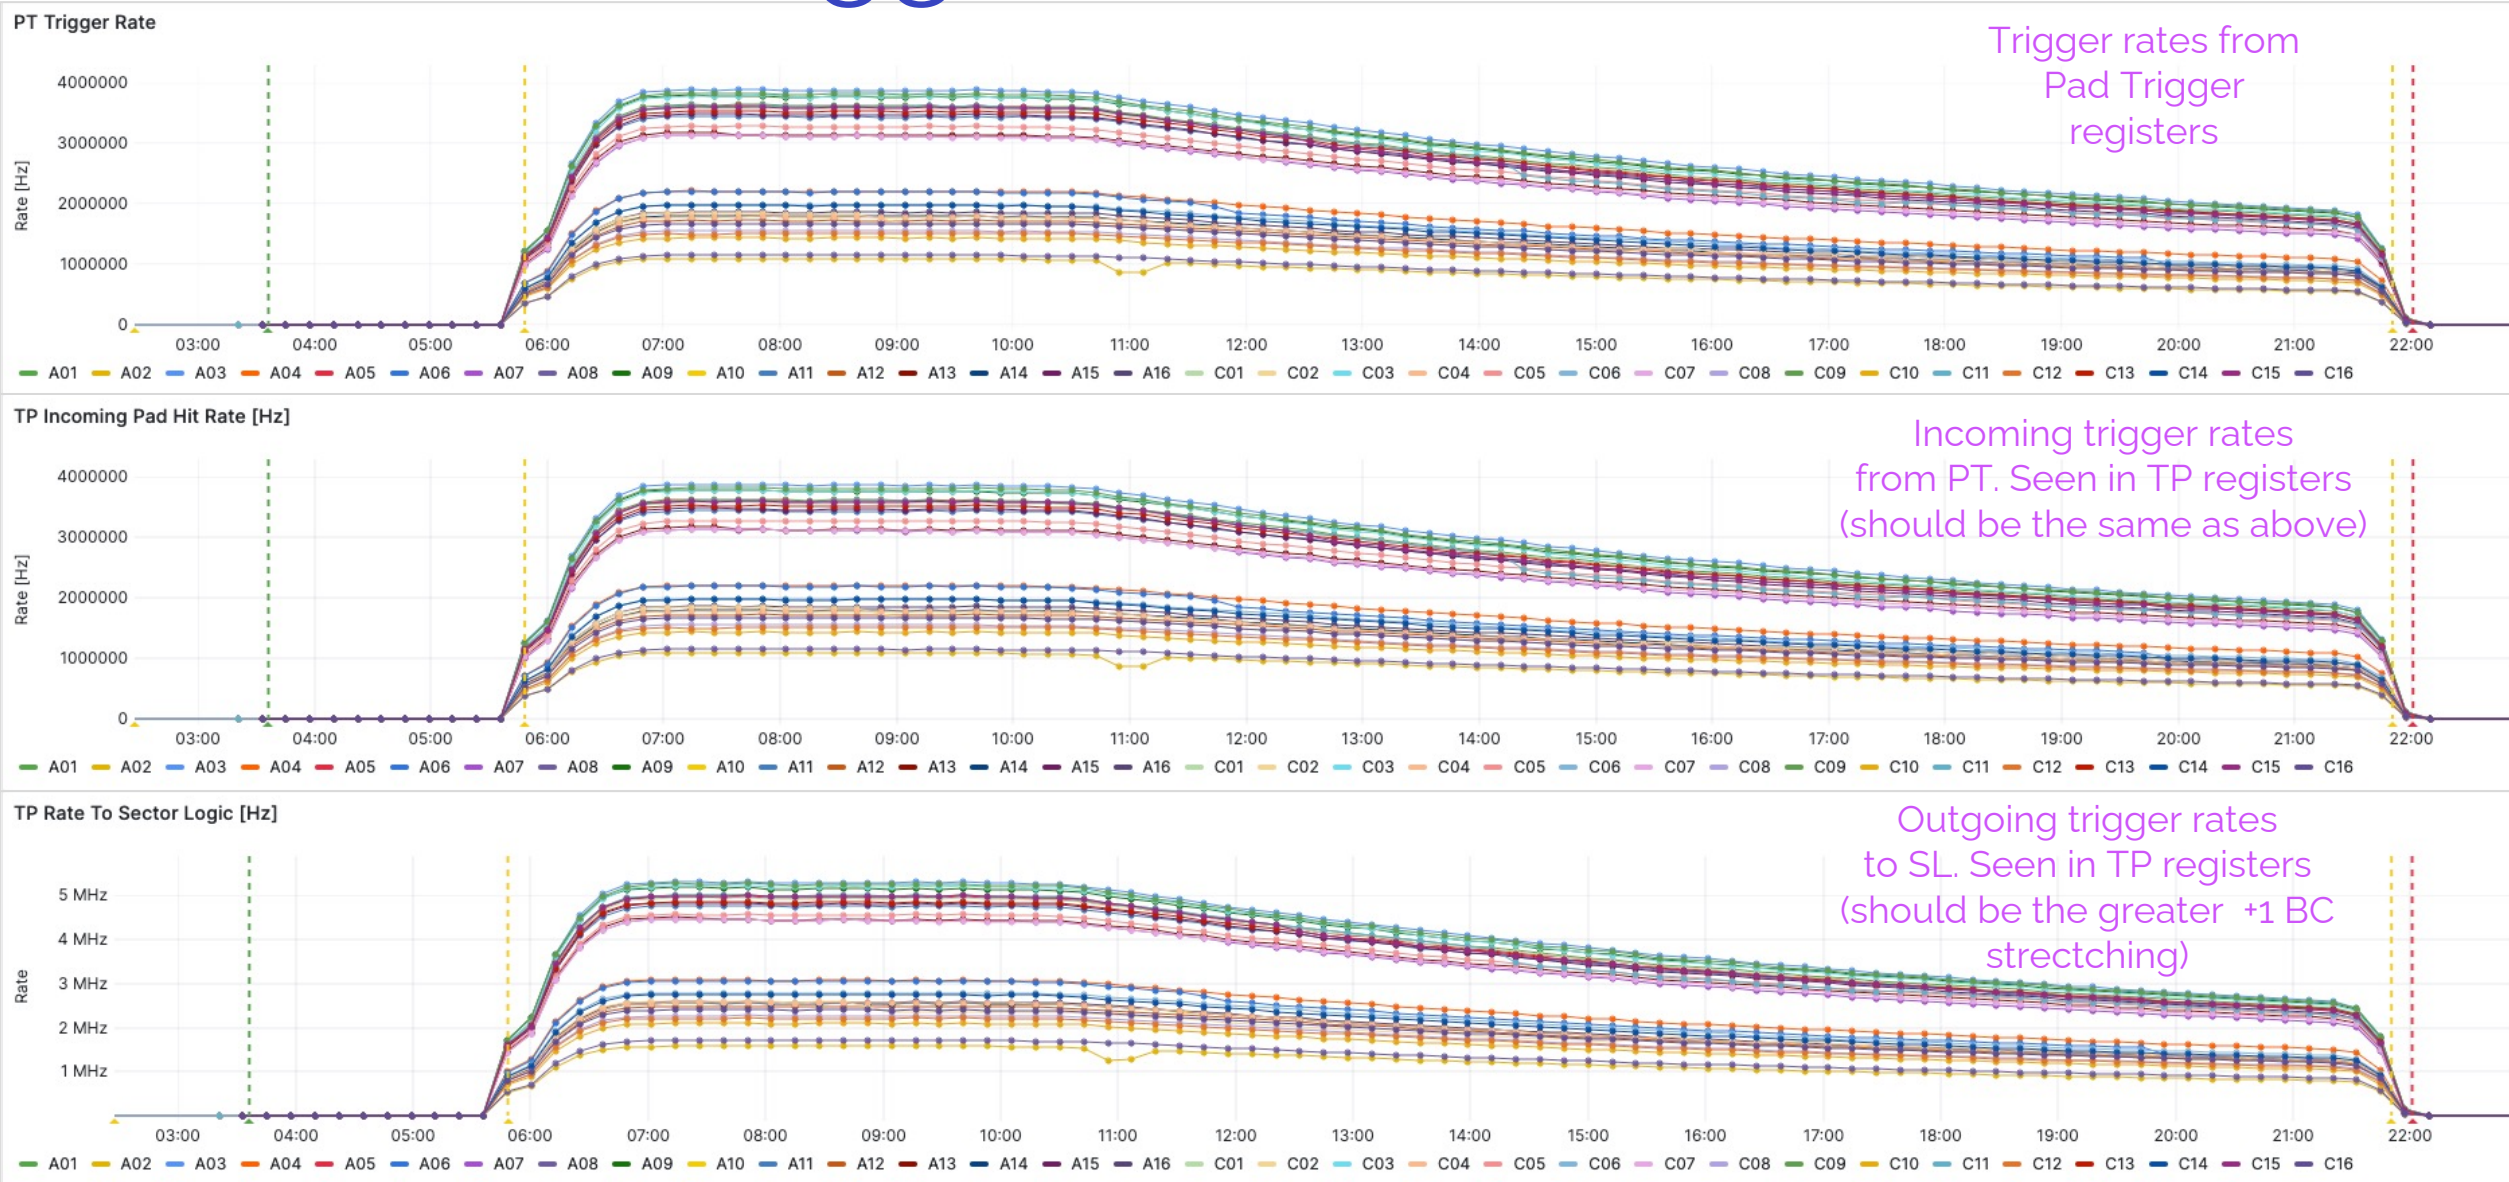 PT Trigger Rate
Trigger rates from
Pad Trigger
registers
4000000
3000000
2000000
1000000
0
Rate [Hz]
03:00 04:00 05:00 06:00 07:00 08:00 09:00 10:00 11:00 12:00 13:00 14:00 15:00 16:00 17:00 18:00 19:00 20:00 21:00 22:00
A01 A02 A03 A04 A05 A06 A07 A08 A09 A10 A11 A12 A13 A14 A15 A16 C01 C02 C03 C04 C05 C06 C07 C08 C09 C10 C11 C12 C13 C14 C15 C16
TP Incoming Pad Hit Rate [Hz]
Incoming trigger rates
from PT. Seen in TP registers
(should be the same as above)
4000000
3000000
2000000
1000000
0
Rate [Hz]
03:00 04:00 05:00 06:00 07:00 08:00 09:00 10:00 11:00 12:00 13:00 14:00 15:00 16:00 17:00 18:00 19:00 20:00 21:00 22:00
A01 A02 A03 A04 A05 A06 A07 A08 A09 A10 A11 A12 A13 A14 A15 A16 C01 C02 C03 C04 C05 C06 C07 C08 C09 C10 C11 C12 C13 C14 C15 C16
TP Rate To Sector Logic [Hz]
Outgoing trigger rates
to SL. Seen in TP registers
(should be the greater +1 BC
strectching)
5 MHz
4 MHz
3 MHz
2 MHz
1 MHz
Rate
03:00 04:00 05:00 06:00 07:00 08:00 09:00 10:00 11:00 12:00 13:00 14:00 15:00 16:00 17:00 18:00 19:00 20:00 21:00 22:00
A01 A02 A03 A04 A05 A06 A07 A08 A09 A10 A11 A12 A13 A14 A15 A16 C01 C02 C03 C04 C05 C06 C07 C08 C09 C10 C11 C12 C13 C14 C15 C16